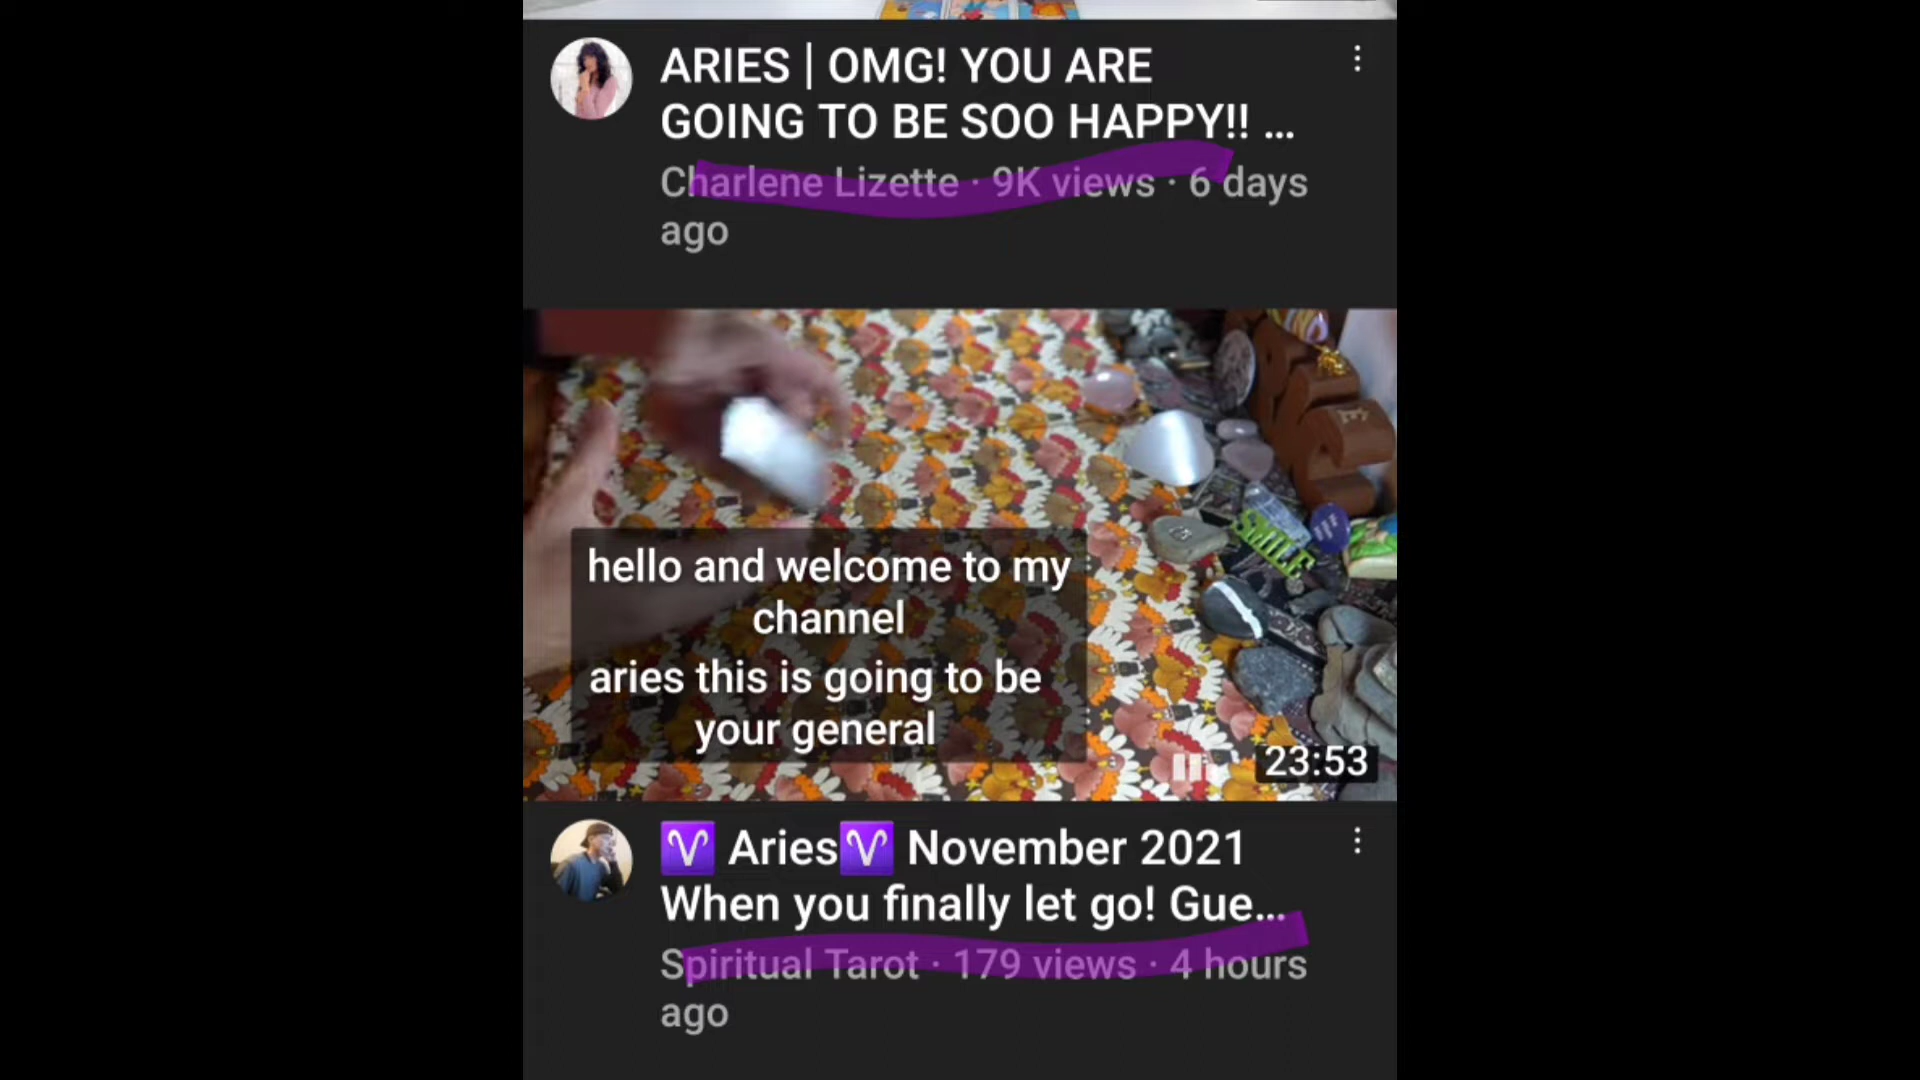 ARIES | OMG! YOU ARE
GOING TO BE SOO HAPPY!! ...
Charlene Lizette · 9K views · 6 days
ago
SMILE
hello and welcome to my
channel
aries this is going to be
your general
23:53
♈ Aries♈ November 2021
When you finally let go! Gue...
Spiritual Tarot · 179 views · 4 hours
ago